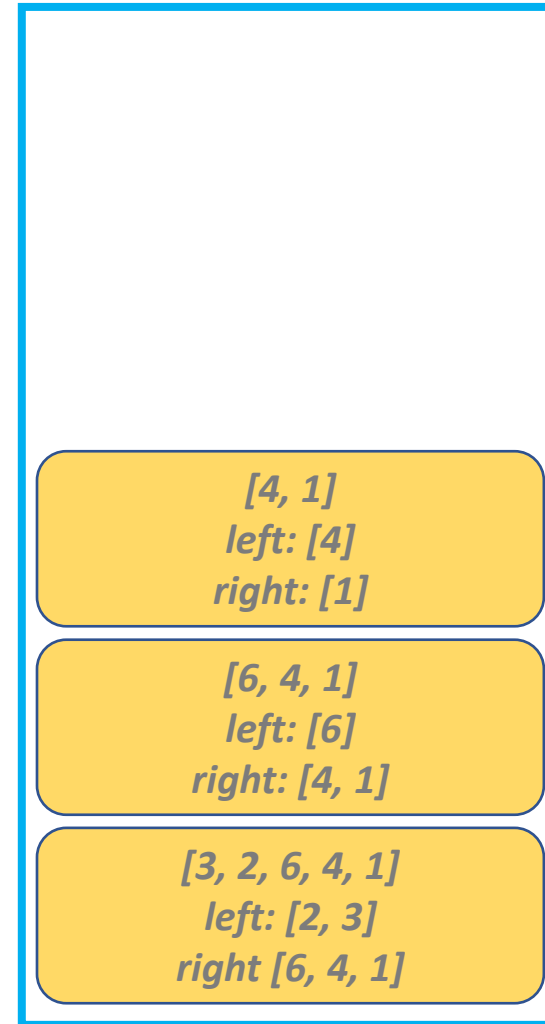 [4, 1]
left: [4]
right: [1]
[6, 4, 1]
left: [6]
right: [4, 1]
[3, 2, 6, 4, 1]
left: [2, 3]
right [6, 4, 1]